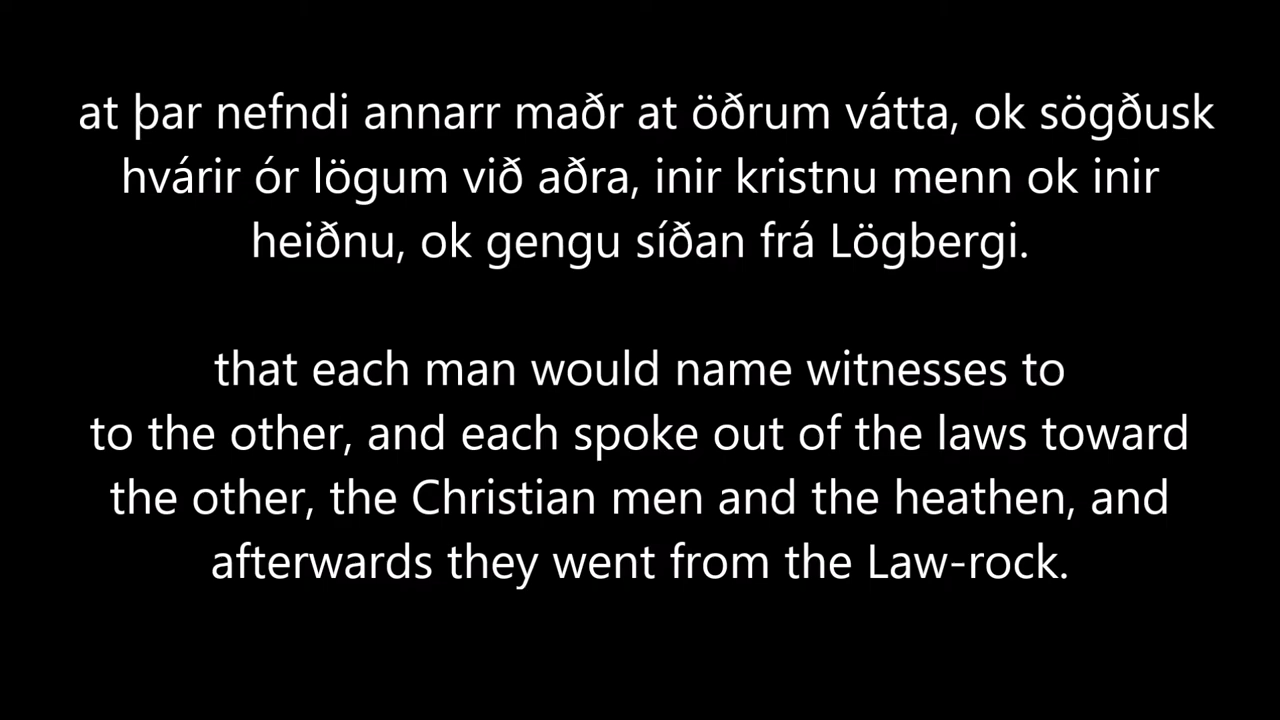 at þar nefndi annarr maðr at öðrum vátta, ok sögðusk
hvárir ór lögum við aðra, inir kristnu menn ok inir
heiðnu, ok gengu síðan frá Lögbergi.
that each man would name witnesses to
to the other, and each spoke out of the laws toward
the other, the Christian men and the heathen, and
afterwards they went from the Law-rock.